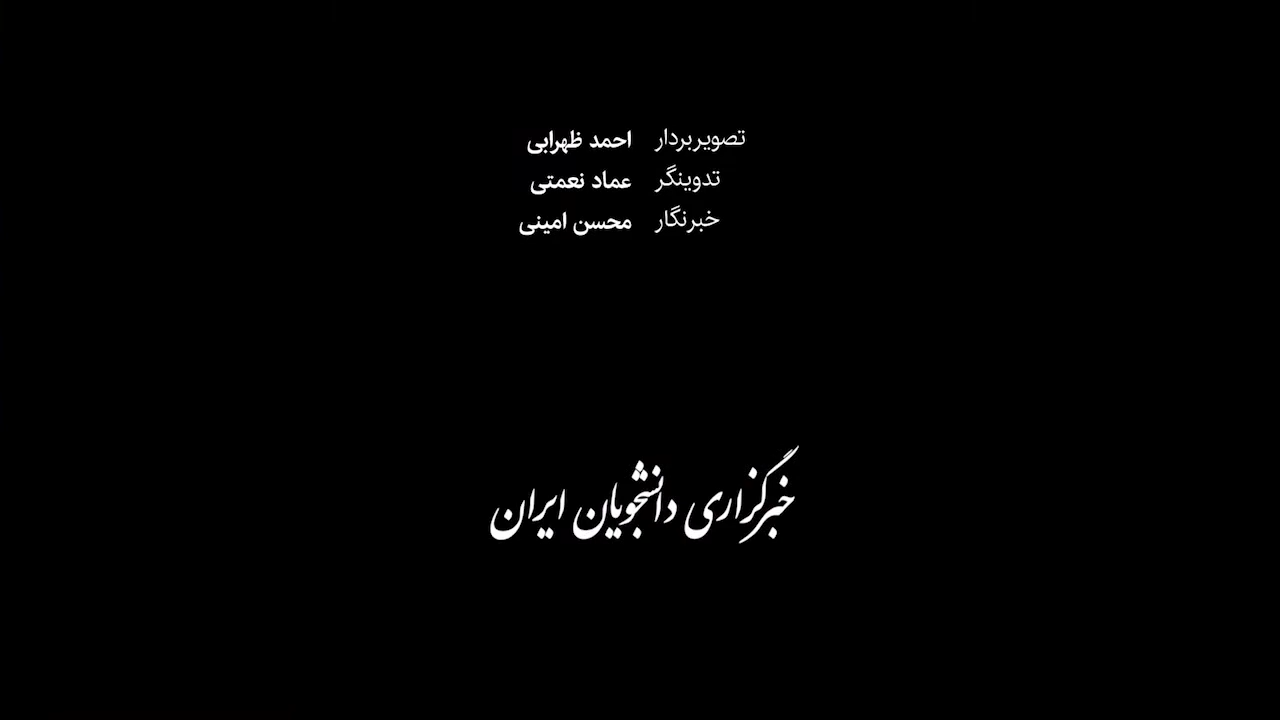 تصویربردار احمد ظهرابی
تدوینگر عماد نعمتی
خبرنگار محسن امینی
خبرگزاری دانشجویان ایران